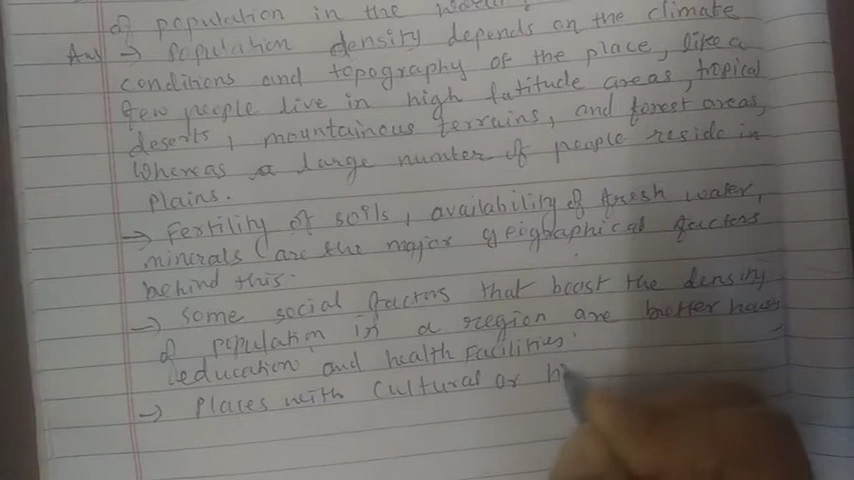 of population in the
Ans → Population density depends on the climate
conditions and topography of the place, like a
few people live in high latitude areas, tropical
deserts, mountainous terrains, and forest areas,
whereas a large number of people reside in
plains.
→ Fertility of soils, availability of fresh water,
minerals are the major geigraphical factors
behind this.
→ Some social factors that boost the density
of population in a region are better
education and health facilities.
→ Places with cultural or hi